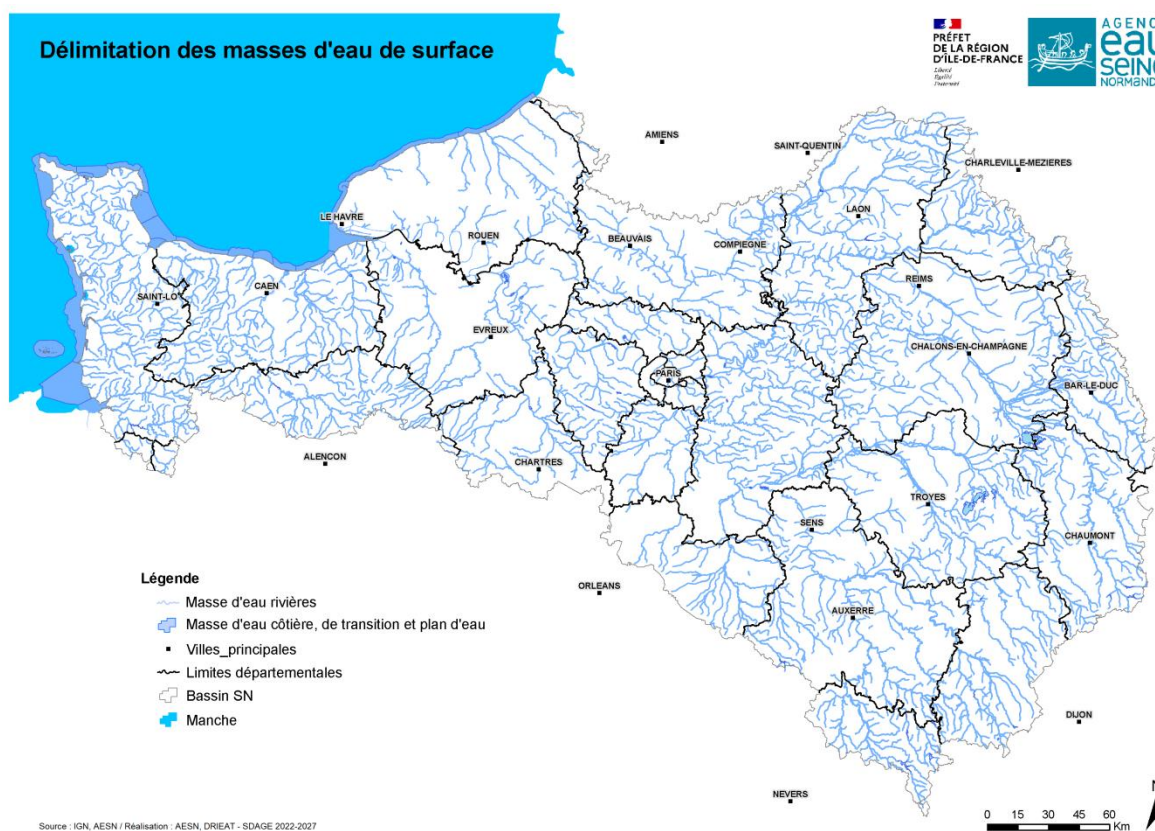 Délimitation des masses d'eau de surface
PRÉFET
DE LA RÉGION
D'ÎLE-DE-FRANCE
Liberté
Égalité
Fraternité
AGENC
eau
SEINE
NORMAND
AMIENS
SAINT-QUENTIN
CHARLEVILLE-MEZIERES
LE HAVRE
LAON
ROUEN
BEAUVAIS
COMPIEGNE
REIMS
SAINT-LO
CAEN
EVREUX
CHALONS-EN-CHAMPAGNE
PARIS
BAR-LE-DUC
ALENCON
CHARTRES
TROYES
SENS
CHAUMONT
ORLEANS
AUXERRE
DIJON
NEVERS
Légende
Masse d'eau rivières
Masse d'eau côtière, de transition et plan d'eau
Villes_principales
Limites départementales
Bassin SN
Manche
N
0 15 30 45 60
Km
Source : IGN, AESN / Réalisation : AESN, DRIEAT - SDAGE 2022-2027